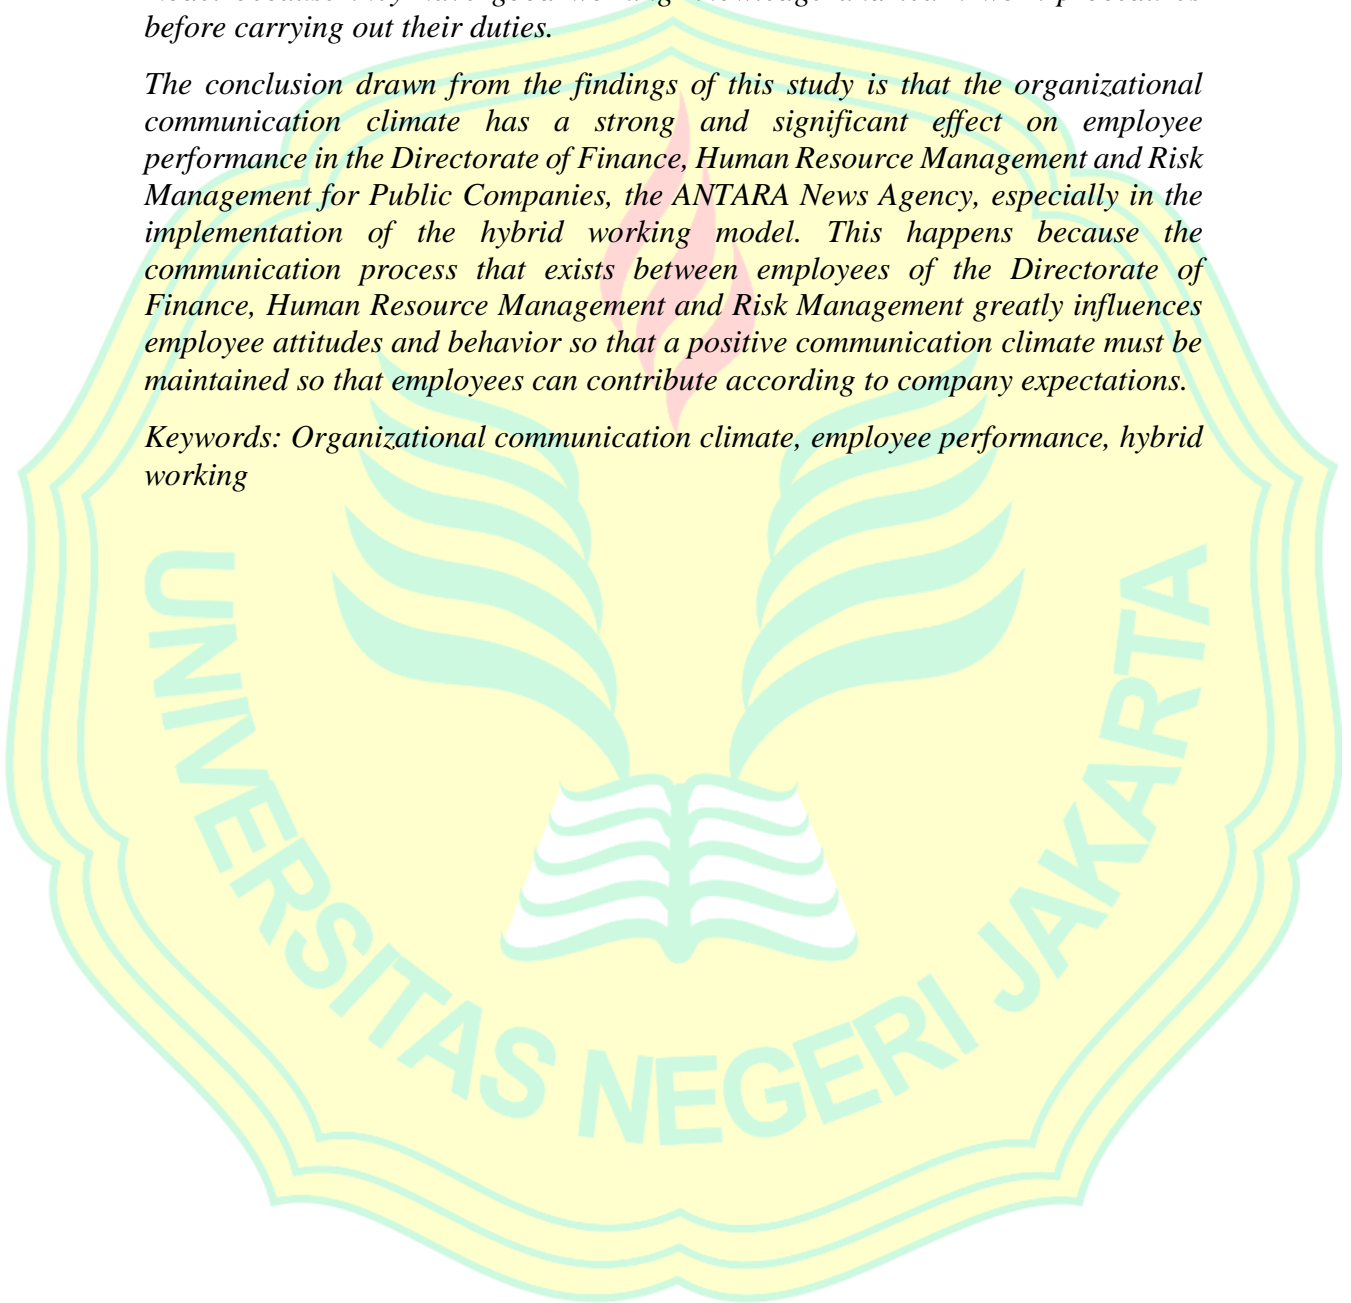 before carrying out their duties.
The conclusion drawn from the findings of this study is that the organizational
communication climate has a strong and significant effect on employee
performance in the Directorate of Finance, Human Resource Management and Risk
Management for Public Companies, the ANTARA News Agency, especially in the
implementation of the hybrid working model. This happens because the
communication process that exists between employees of the Directorate of
Finance, Human Resource Management and Risk Management greatly influences
employee attitudes and behavior so that a positive communication climate must be
maintained so that employees can contribute according to company expectations.
Keywords: Organizational communication climate, employee performance, hybrid
working
UNIVERSITAS NEGERI JAKARTA